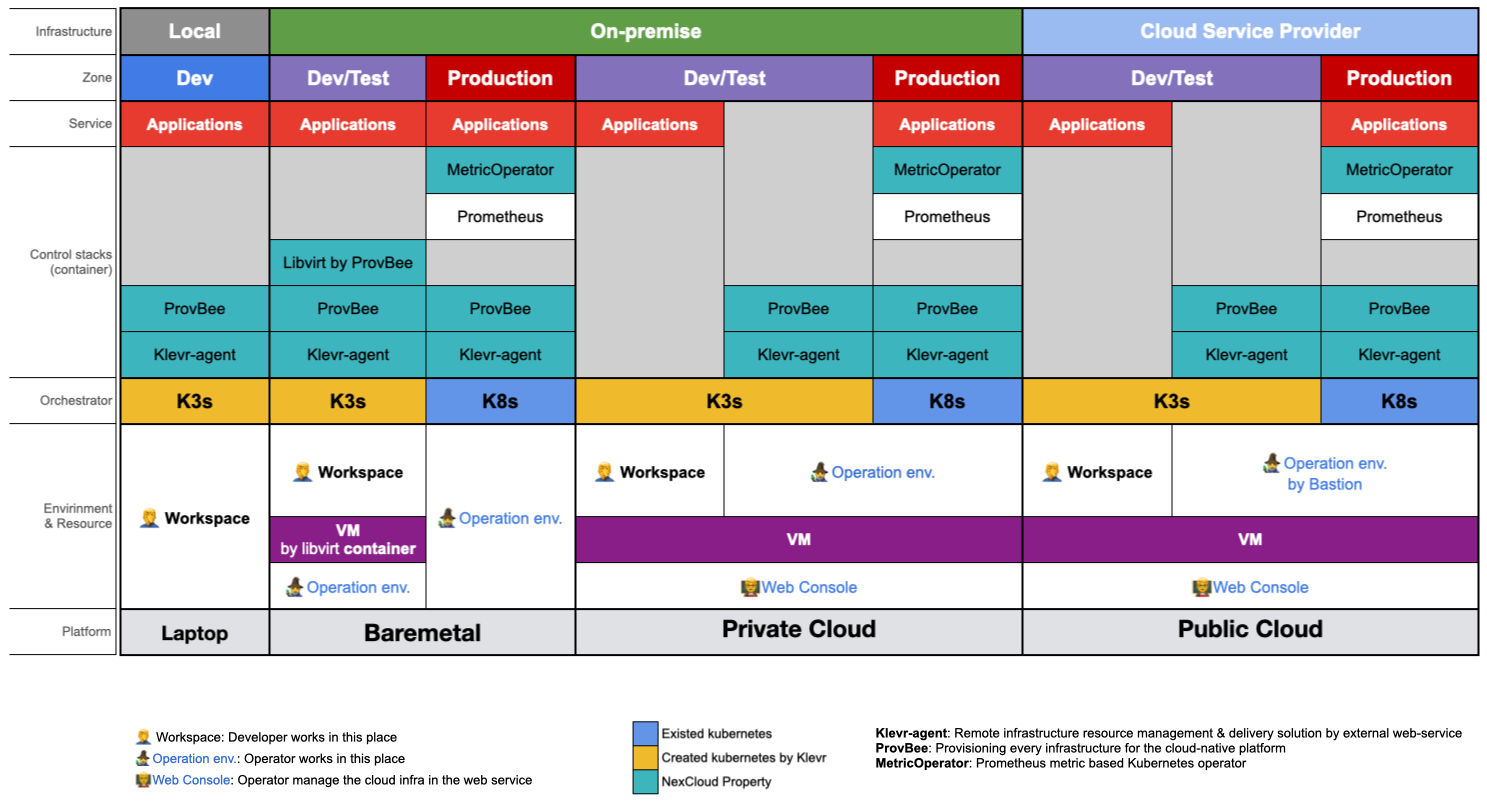 Infrastructure Local On-premise Cloud Service Provider
Zone Dev Dev/Test Production Dev/Test Production Dev/Test Production
Service Applications Applications Applications Applications Applications Applications Applications
MetricOperator MetricOperator MetricOperator
Prometheus Prometheus Prometheus
Control stacks
(container)
Libvirt by ProvBee
ProvBee ProvBee ProvBee ProvBee ProvBee ProvBee ProvBee
Klevr-agent Klevr-agent Klevr-agent Klevr-agent Klevr-agent Klevr-agent Klevr-agent
Orchestrator K3s K3s K8s K3s K8s K3s K8s
Envirinment
& Resource
Workspace
Workspace
VM
by libvirt container
Operation env.
Operation env.
Workspace Operation env.
VM
Web Console
Workspace Operation env.
by Bastion
VM
Web Console
Platform Laptop Baremetal Private Cloud Public Cloud
Workspace: Developer works in this place
Operation env.: Operator works in this place
Web Console: Operator manage the cloud infra in the web service
Existed kubernetes
Created kubernetes by Klevr
NexCloud Property
Klevr-agent: Remote infrastructure resource management & delivery solution by external web-service
ProvBee: Provisioning every infrastructure for the cloud-native platform
MetricOperator: Prometheus metric based Kubernetes operator